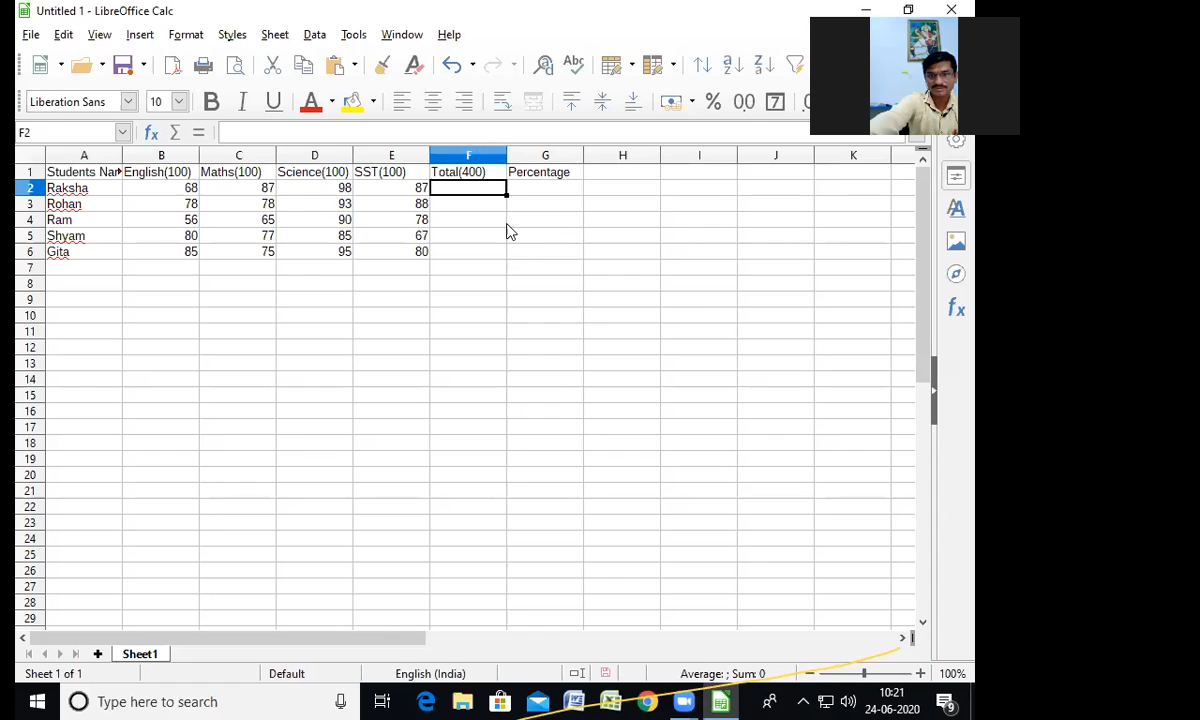 Untitled 1 - LibreOffice Calc
File Edit View Insert Format Styles Sheet Data Tools Window Help
Liberation Sans 10
F2
A B C D E F G H I J K
1 Students Nar English(100) Maths(100) Science(100) SST(100) Total(400) Percentage
2 Raksha 68 87 98 87
3 Rohan 78 78 93 88
4 Ram 56 65 90 78
5 Shyam 80 77 85 67
6 Gita 85 75 95 80
7
8
9
10
11
12
13
14
15
16
17
18
19
20
21
22
23
24
25
26
27
28
29
Sheet1
Sheet 1 of 1 Default English (India) Average: ; Sum: 0 100%
Type here to search 10:21
24-06-2020
9